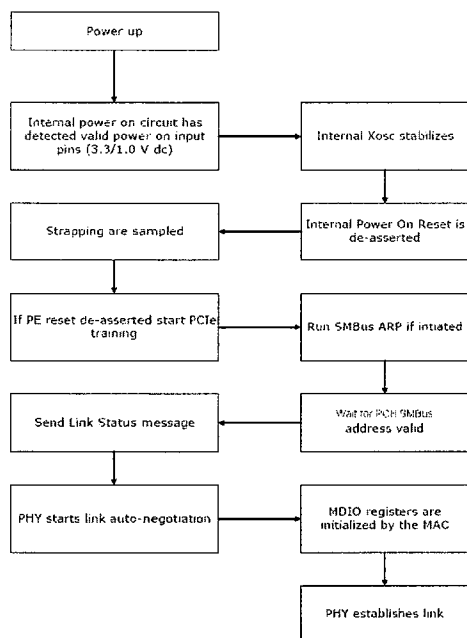 Power up
Internal power on circuit has
detected valid power on input
pins (3.3/1.0 V dc)
Internal Xosc stabilizes
Internal Power On Reset is
de-asserted
Strapping are sampled
If PE reset de-asserted start PCIe
training
Run SMBus ARP if intiated
Wait for PCH SMBus
address valid
Send Link Status message
PHY starts link auto-negotiation
MDIO registers are
initialized by the MAC
PHY establishes link